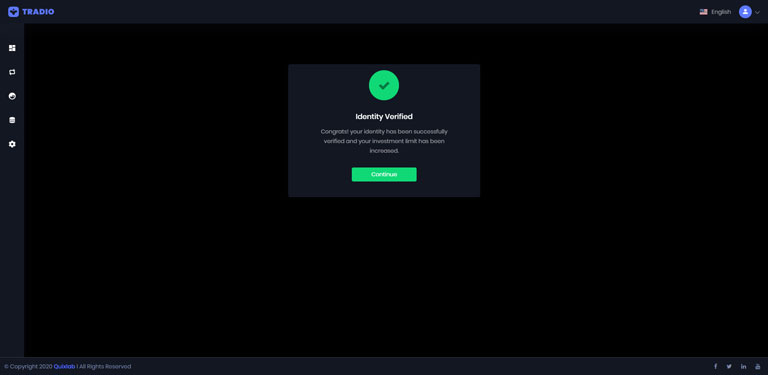 TRADIO
English
Identity Verified
Congrats! your identity has been successfully
verified and your investment limit has been
increased.
Continue
© Copyright 2020 Quixlab I All Rights Reserved